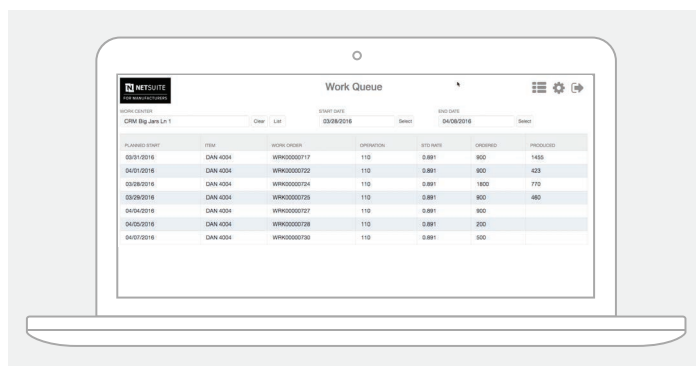 N NETSUITE
FOR MANUFACTURERS
Work Queue
WORK CENTER START DATE END DATE
CRM Big Jars Ln 1 Clear List 03/28/2016 Select 04/08/2016 Select
PLANNED START ITEM WORK ORDER OPERATION STD RATE ORDERED PRODUCED
03/31/2016 DAN 4004 WRK00000717 110 0.891 900 1455
04/01/2016 DAN 4004 WRK00000722 110 0.891 900 423
03/28/2016 DAN 4004 WRK00000724 110 0.891 1800 770
03/29/2016 DAN 4004 WRK00000725 110 0.891 900 480
04/04/2016 DAN 4004 WRK00000727 110 0.891 900
04/05/2016 DAN 4004 WRK00000728 110 0.891 200
04/07/2016 DAN 4004 WRK00000730 110 0.891 500